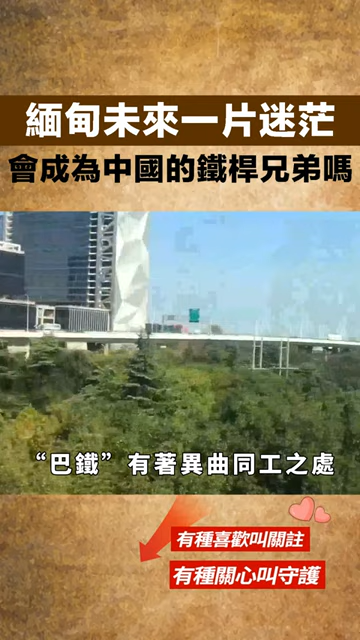 緬甸未來一片迷茫
會成為中國的鐵桿兄弟嗎
“巴鐵”有著異曲同工之處
有種喜歡叫關註
有種關心叫守護